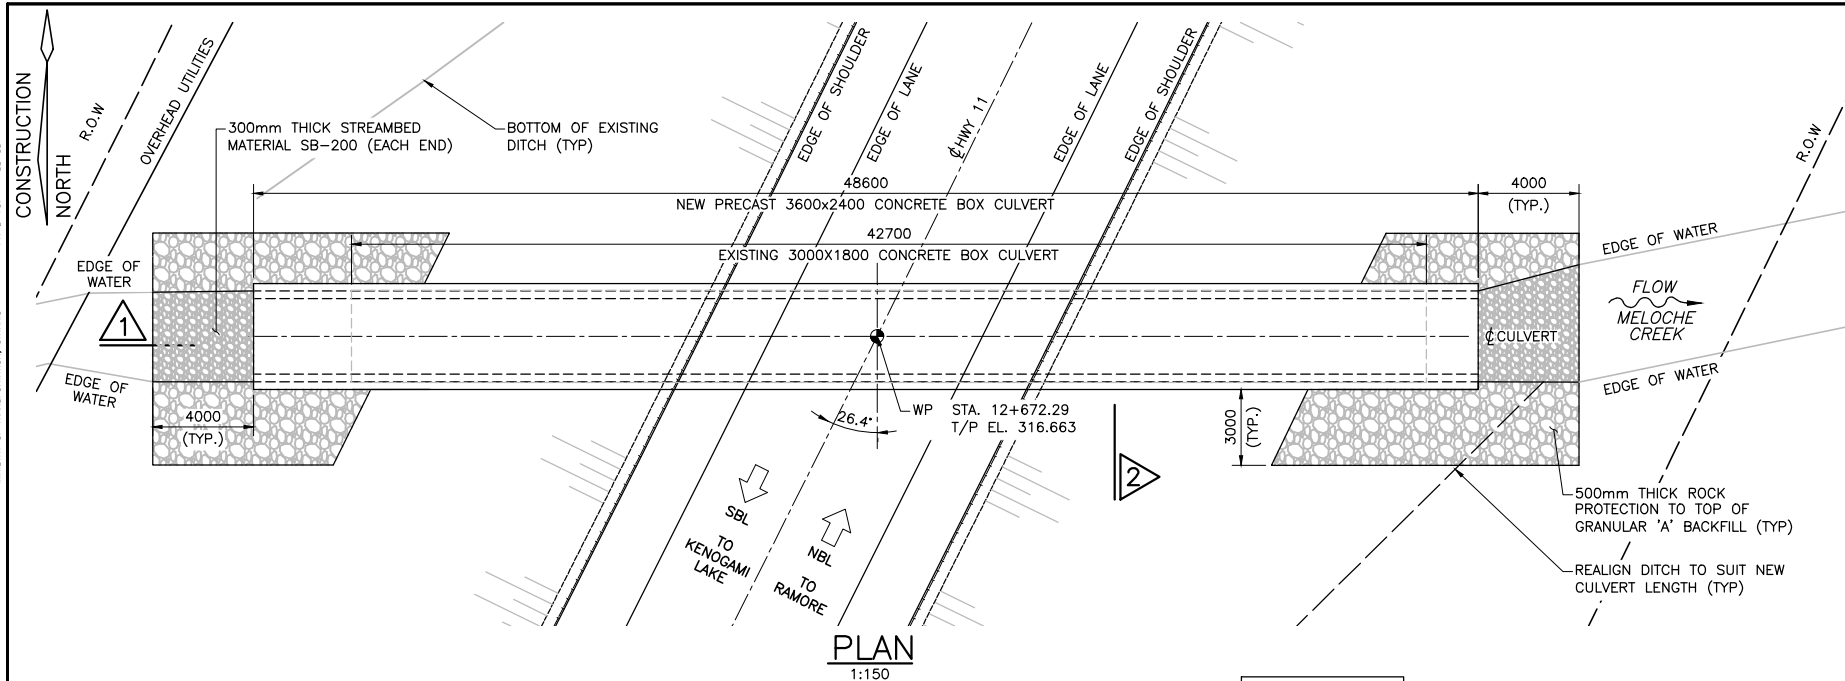 CONSTRUCTION
NORTH
R.O.W
OVERHEAD UTILITIES
300mm THICK STREAMBED
MATERIAL SB-200 (EACH END)
BOTTOM OF EXISTING
DITCH (TYP)
EDGE OF SHOULDER
EDGE OF LANE
℄ HWY 11
EDGE OF LANE
EDGE OF SHOULDER
R.O.W
48600
NEW PRECAST 3600x2400 CONCRETE BOX CULVERT
4000
(TYP.)
42700
EXISTING 3000X1800 CONCRETE BOX CULVERT
EDGE OF
WATER
EDGE OF WATER
1
FLOW
MELOCHE
CREEK
℄ CULVERT
EDGE OF
WATER
EDGE OF WATER
4000
(TYP.)
26.4°
WP STA. 12+672.29
T/P EL. 316.663
3000
(TYP.)
2
SBL
TO
KENOGAMI
LAKE
NBL
TO
RAMORE
500mm THICK ROCK
PROTECTION TO TOP OF
GRANULAR 'A' BACKFILL (TYP)
REALIGN DITCH TO SUIT NEW
CULVERT LENGTH (TYP)
PLAN
1:150